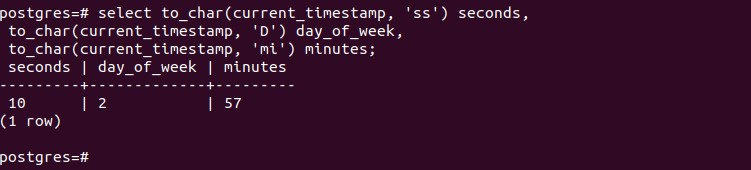 postgres=# select to_char(current_timestamp, 'ss') seconds,
 to_char(current_timestamp, 'D') day_of_week,
 to_char(current_timestamp, 'mi') minutes;
 seconds | day_of_week | minutes
---------+-------------+---------
 10      | 2           | 57
(1 row)
postgres=#